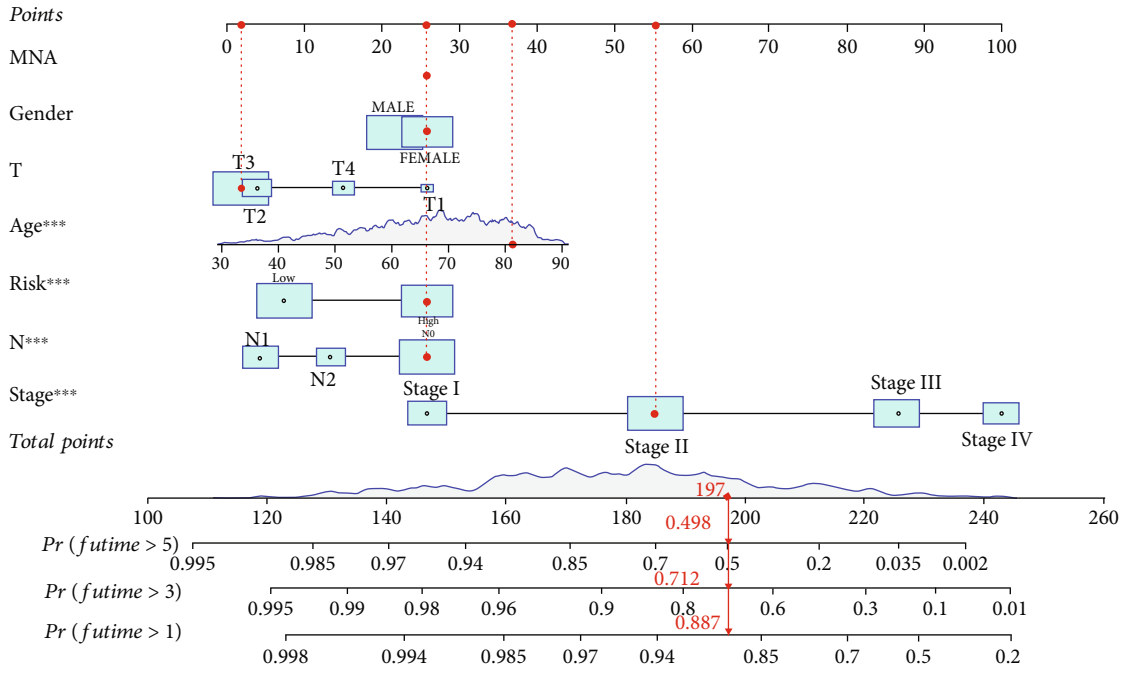 Points
0 10 20 30 40 50 60 70 80 90 100
MNA
Gender
MALE
FEMALE
T
T3 T4
T2 T1
Age***
30 40 50 60 70 80 90
Risk***
Low
High
N***
N0
N1
N2
Stage***
Stage I Stage III
Stage II Stage IV
Total points
197
100 120 140 160 180 200 220 240 260
0.498
Pr (futime > 5)
0.995 0.985 0.97 0.94 0.85 0.7 0.5 0.2 0.035 0.002
0.712
Pr (futime > 3)
0.995 0.99 0.98 0.96 0.9 0.8 0.6 0.3 0.1 0.01
0.887
Pr (futime > 1)
0.998 0.994 0.985 0.97 0.94 0.85 0.7 0.5 0.2